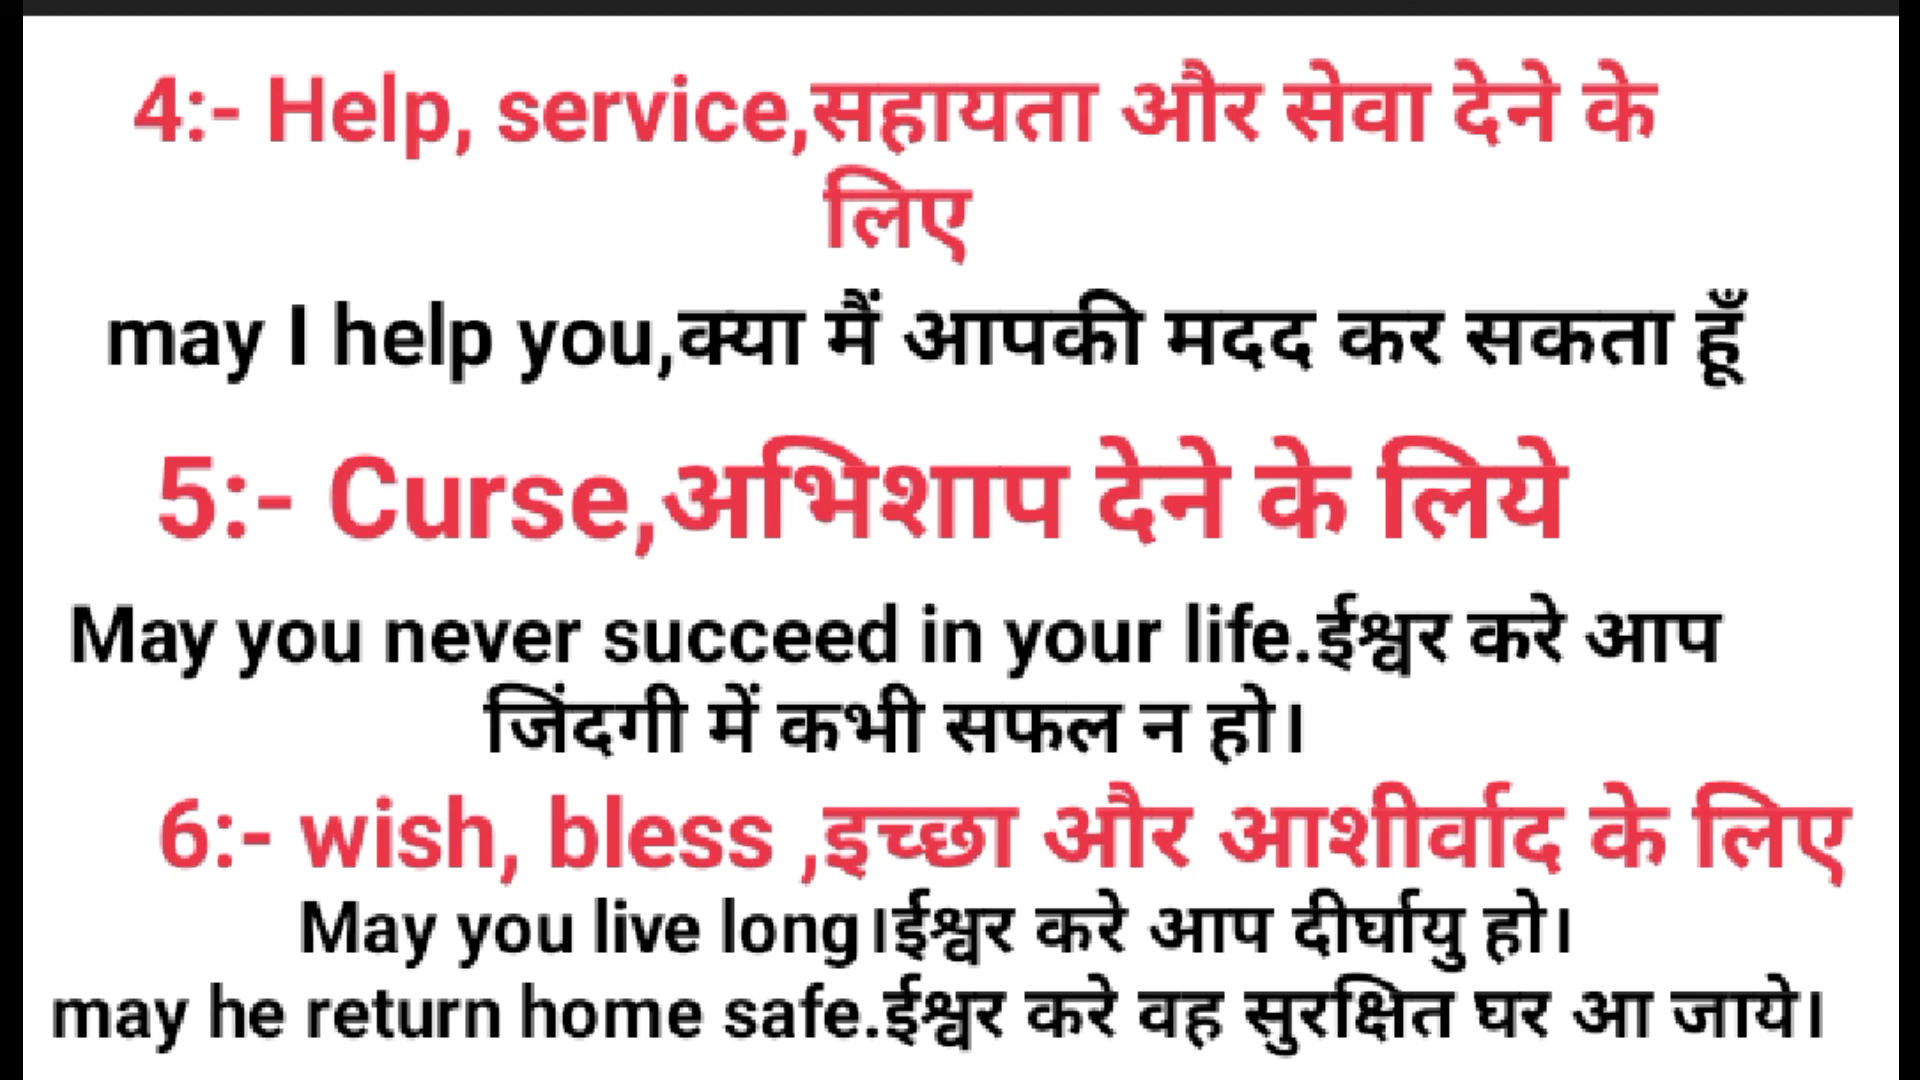 4:- Help, service,सहायता और सेवा देने के
लिए
may I help you,क्या मैं आपकी मदद कर सकता हूँ
5:- Curse,अभिशाप देने के लिये
May you never succeed in your life.ईश्वर करे आप
जिंदगी में कभी सफल न हो।
6:- wish, bless ,इच्छा और आशीर्वाद के लिए
May you live long।ईश्वर करे आप दीर्घायु हो।
may he return home safe.ईश्वर करे वह सुरक्षित घर आ जाये।